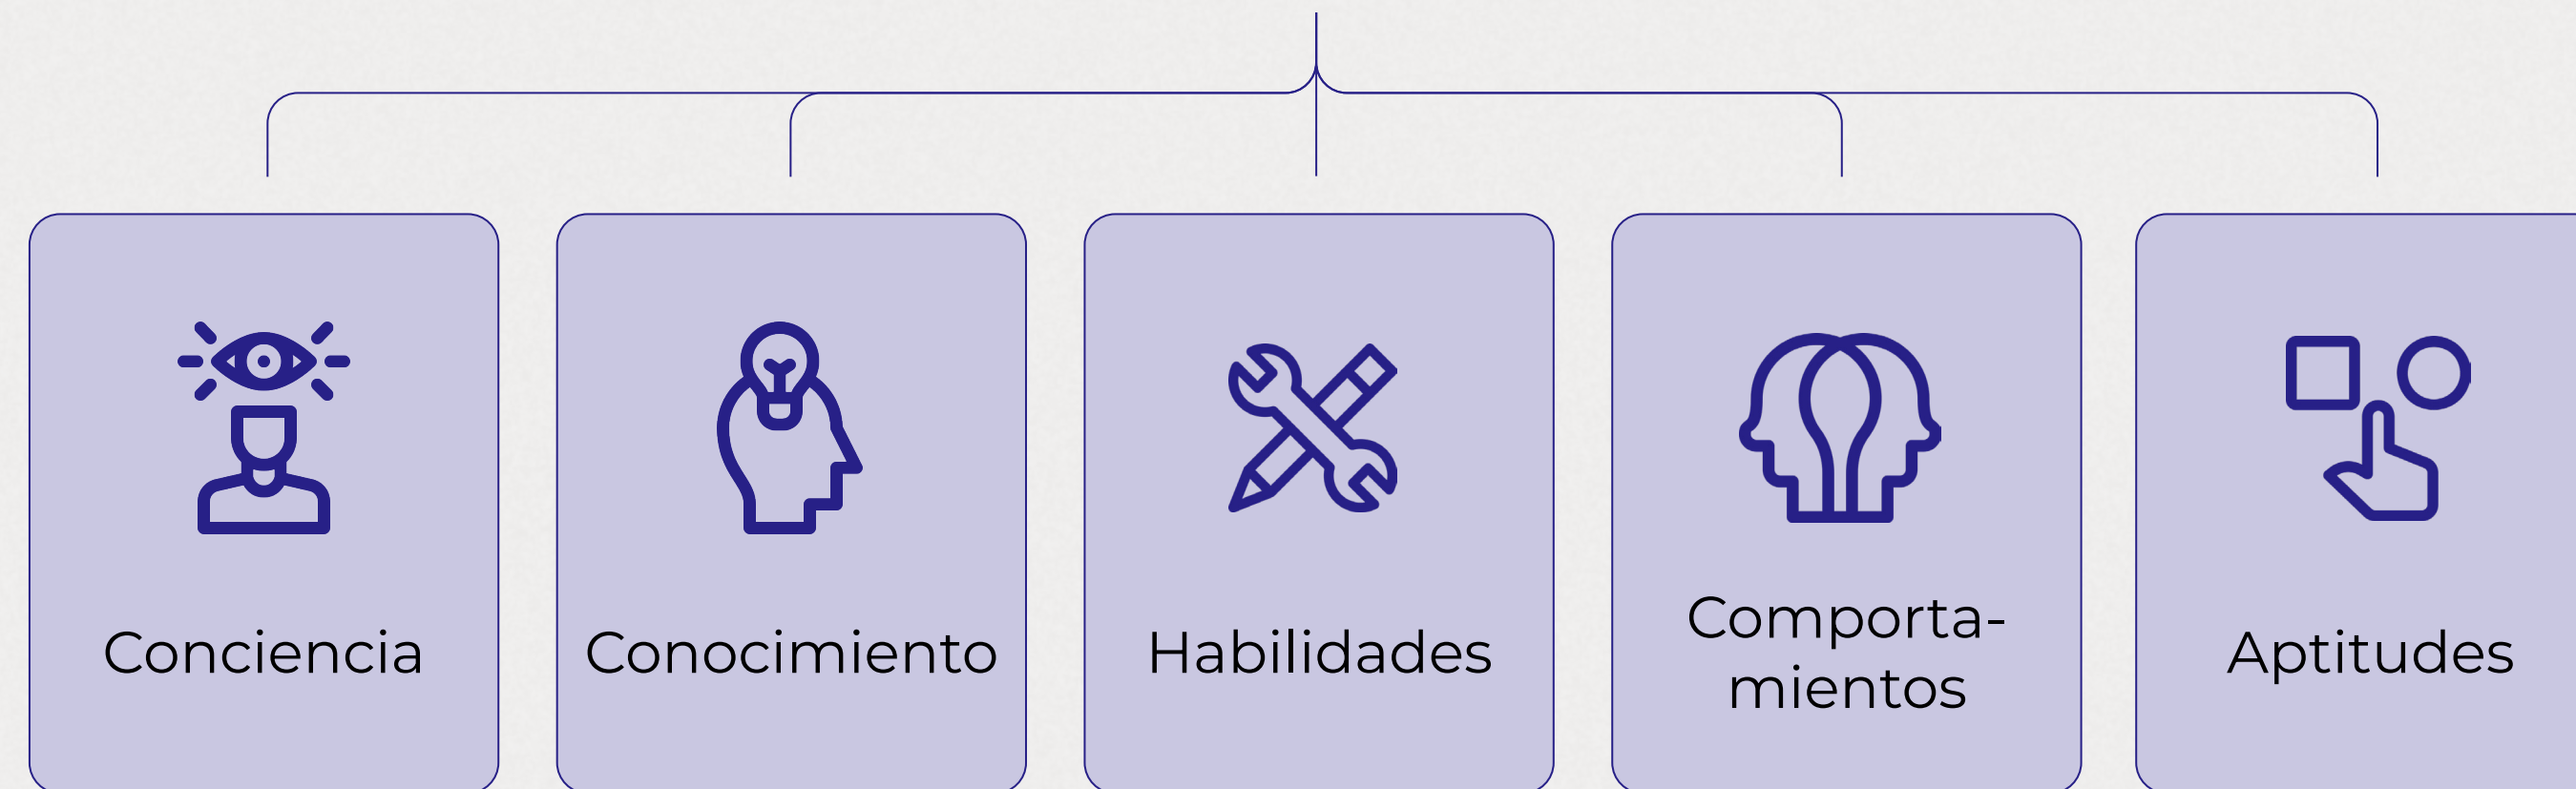 Conciencia
Conocimiento
Habilidades
Comporta-
mientos
Aptitudes